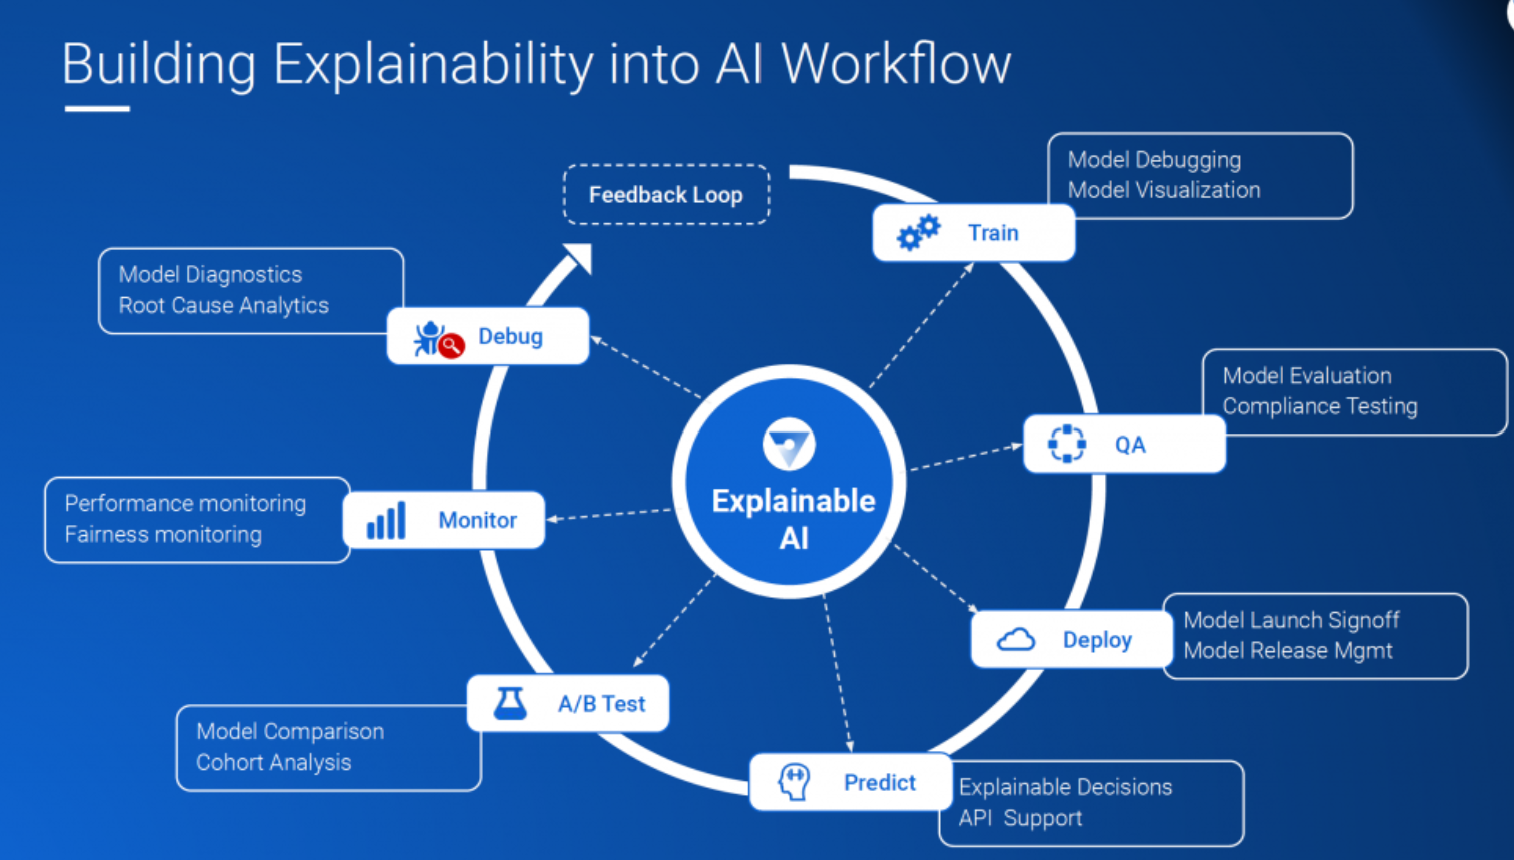 Building Explainability into AI Workflow
Feedback Loop
Model Debugging
Model Visualization
Train
Model Evaluation
Compliance Testing
QA
Model Launch Signoff
Model Release Mgmt
Deploy
Explainable Decisions
API Support
Predict
A/B Test
Model Comparison
Cohort Analysis
Monitor
Performance monitoring
Fairness monitoring
Debug
Model Diagnostics
Root Cause Analytics
Explainable
AI